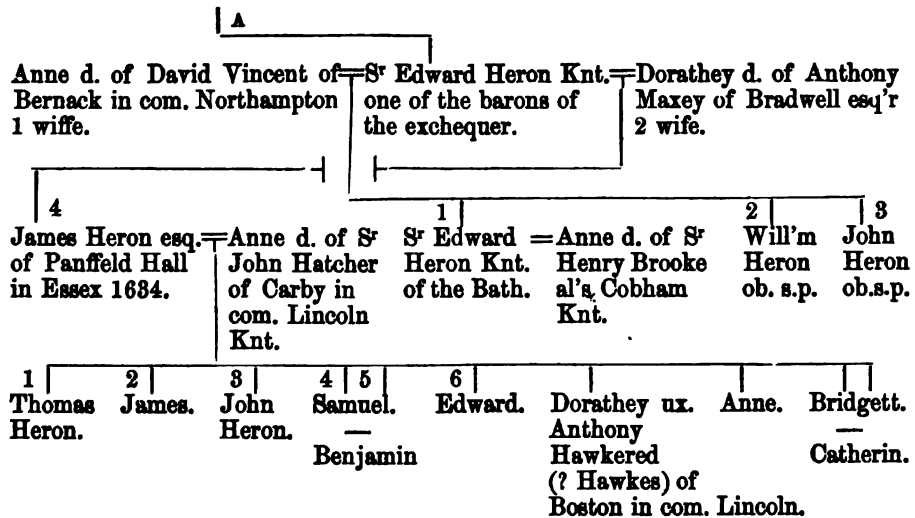 A
Anne d. of David Vincent of
Bernack in com. Northampton
1 wiffe.
Sr Edward Heron Knt.
one of the barons of
the exchequer.
Dorathey d. of Anthony
Maxey of Bradwell esq'r
2 wife.
4
James Heron esq.
of Panffeld Hall
in Essex 1634.
Anne d. of Sr
John Hatcher
of Carby in
com. Lincoln
Knt.
1
Sr Edward
Heron Knt.
of the Bath.
Anne d. of Sr
Henry Brooke
al's, Cobham
Knt.
2
Will'm
Heron
ob. s.p.
3
John
Heron
ob.s.p.
1
Thomas
Heron.
2
James.
3
John
Heron.
4
Samuel.
5
Benjamin
6
Edward.
Dorathey ux.
Anthony
Hawkered
(? Hawkes) of
Boston in com. Lincoln.
Anne.
Bridgett.
Catherin.